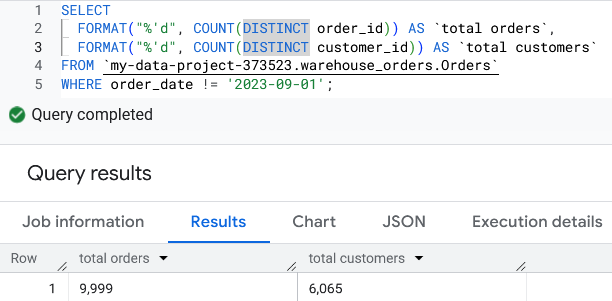 1 SELECT
2 FORMAT("%'d", COUNT(DISTINCT order_id)) AS `total orders`,
3 FORMAT("%'d", COUNT(DISTINCT customer_id)) AS `total customers`
4 FROM `my-data-project-373523.warehouse_orders.Orders`
5 WHERE order_date != '2023-09-01';
Query completed
Query results
Job information Results Chart JSON Execution details
Row total orders total customers
1 9,999 6,065